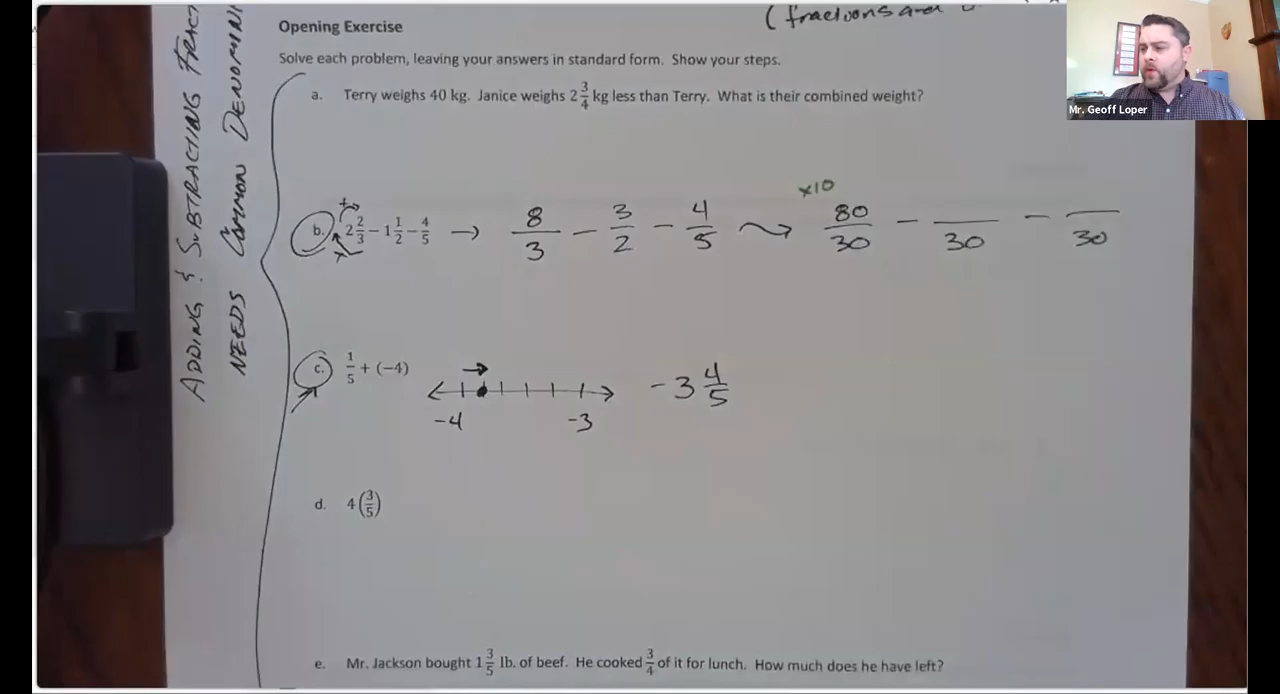 (fractions and
Opening Exercise
Mr. Geoff Loper
Solve each problem, leaving your answers in standard form. Show your steps.
a. Terry weighs 40 kg. Janice weighs 2 3/4 kg less than Terry. What is their combined weight?
×10
b. 2 2/3 − 1 1/2 − 4/5 → 8/3 − 3/2 − 4/5 ⇝ 80/30 − __/30 − __/30
+
×
c. 1/5 + (−4) −3 4/5
−4 −3
d. 4(3/5)
e. Mr. Jackson bought 1 3/5 lb. of beef. He cooked 3/4 of it for lunch. How much does he have left?
ADDING & SUBTRACTING FRACT
NEEDS COMMON DENOMIN